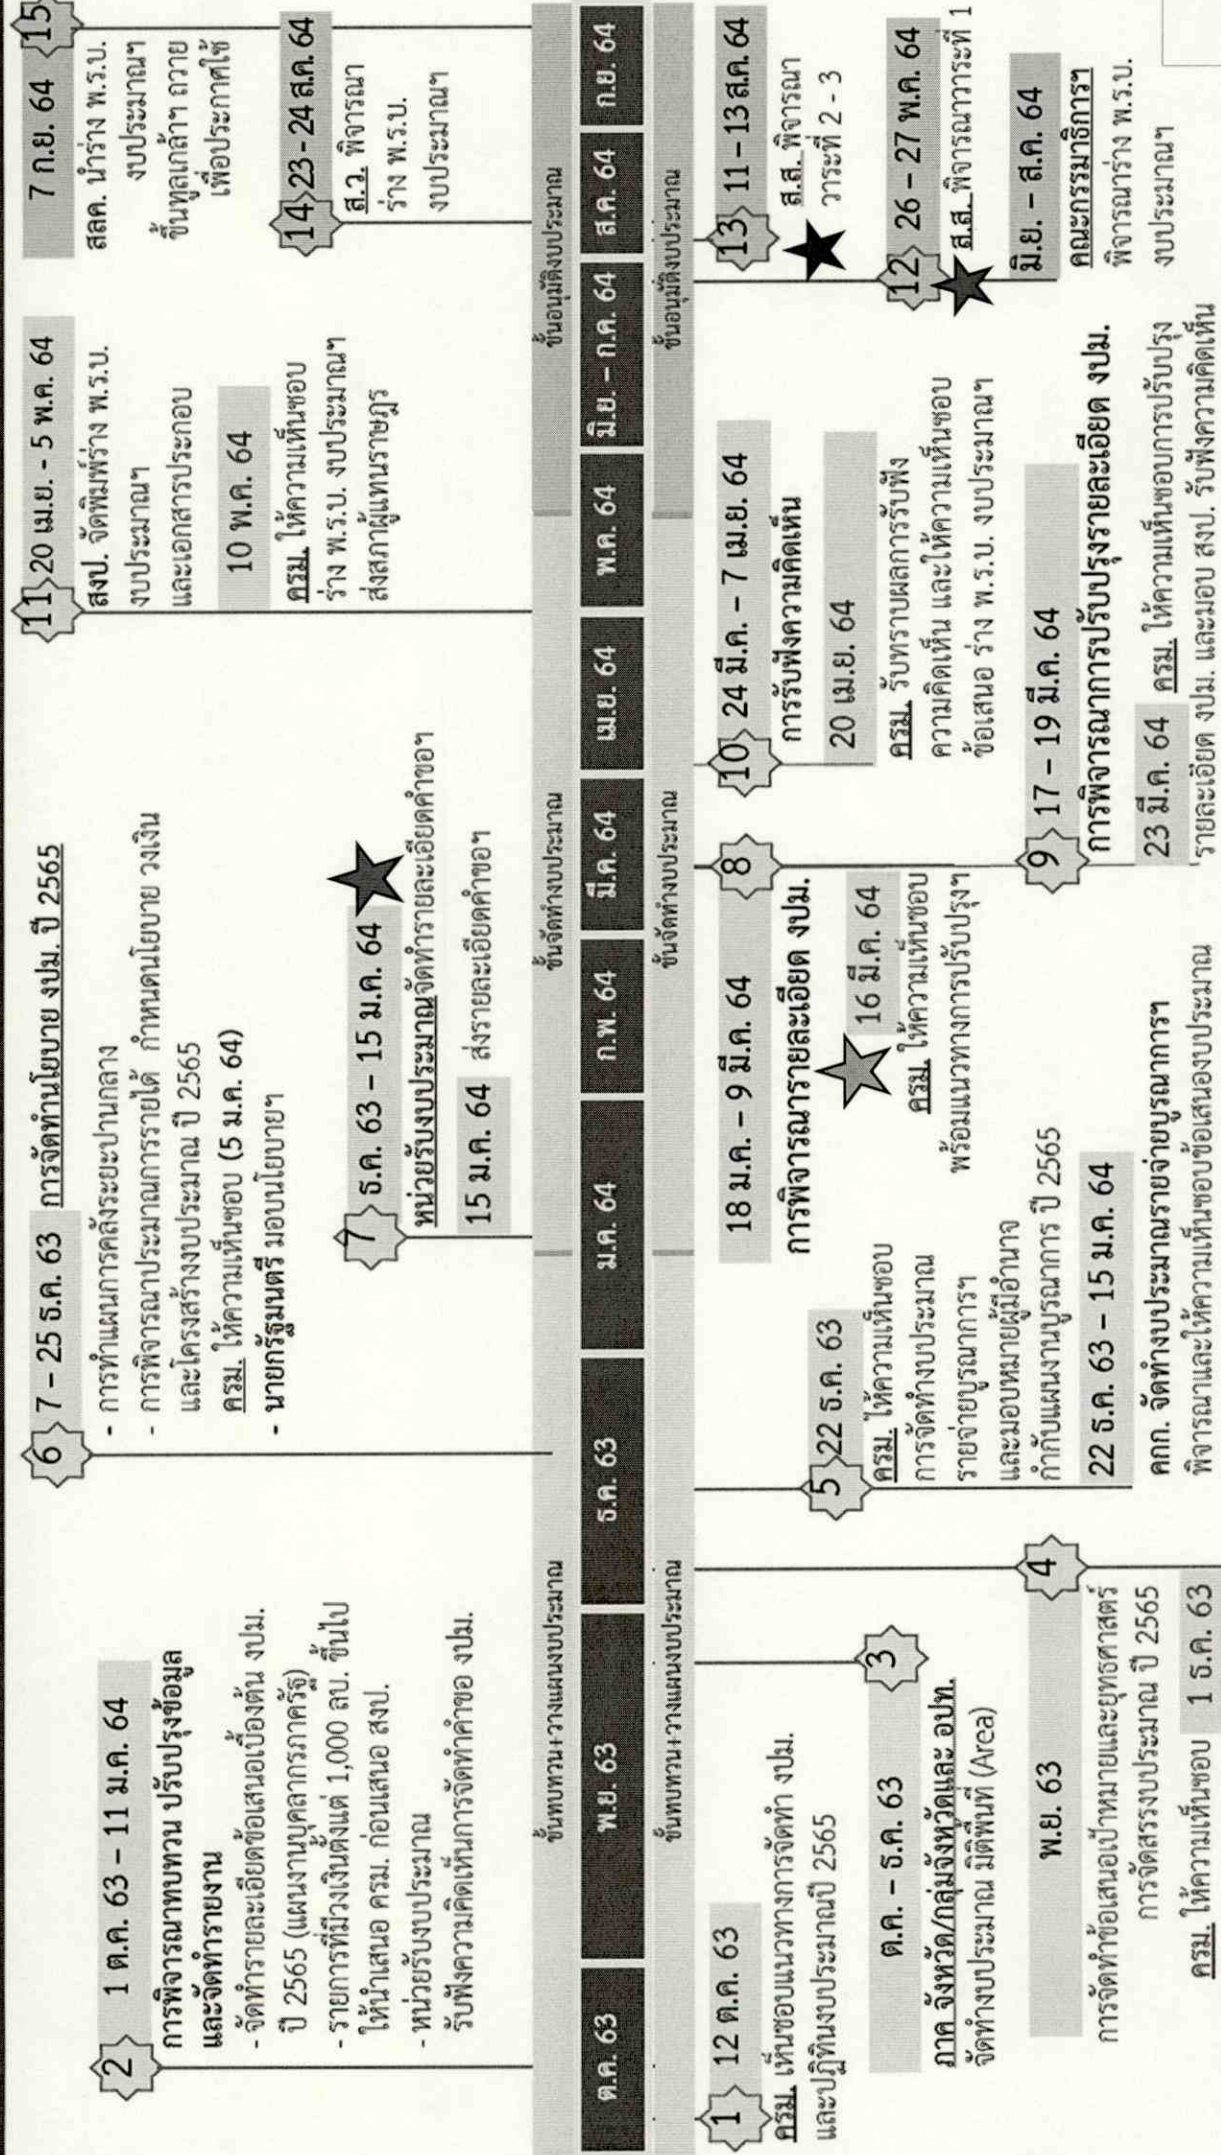 2
1 ต.ค. 63 – 11 ม.ค. 64
การพิจารณาทบทวน ปรับปรุงข้อมูล
และจัดทำรายงาน
- จัดทำรายละเอียดข้อเสนอเบื้องต้น งปม.
ปี 2565 (แผนงานบุคลากรภาครัฐ)
- รายการที่มีวงเงินตั้งแต่ 1,000 ลบ. ขึ้นไป
ให้นำเสนอ ครม. ก่อนเสนอ สงป.
- หน่วยรับงบประมาณ
รับฟังความคิดเห็นการจัดทำคำขอ งปม.
6
7 – 25 ธ.ค. 63 การจัดทำนโยบาย งปม. ปี 2565
- การทำแผนการคลังระยะปานกลาง
- การพิจารณาประมาณการรายได้ กำหนดนโยบาย วงเงิน
และโครงสร้างงบประมาณ ปี 2565
ครม. ให้ความเห็นชอบ (5 ม.ค. 64)
- นายกรัฐมนตรี มอบนโยบายฯ
7
ธ.ค. 63 – 15 ม.ค. 64
หน่วยรับงบประมาณจัดทำรายละเอียดคำขอฯ
15 ม.ค. 64 ส่งรายละเอียดคำขอฯ
11
20 เม.ย. - 5 พ.ค. 64
สงป. จัดพิมพ์ร่าง พ.ร.บ.
งบประมาณฯ
และเอกสารประกอบ
10 พ.ค. 64
ครม. ให้ความเห็นชอบ
ร่าง พ.ร.บ. งบประมาณฯ
ส่งสภาผู้แทนราษฎร
15
7 ก.ย. 64
สลค. นำร่าง พ.ร.บ.
งบประมาณฯ
ขึ้นทูลเกล้าฯ ถวาย
เพื่อประกาศใช้
14
23 - 24 ส.ค. 64
ส.ว. พิจารณา
ร่าง พ.ร.บ.
งบประมาณฯ
ขั้นทบทวน+วางแผนงบประมาณ ขั้นจัดทำงบประมาณ ขั้นอนุมัติงบประมาณ
ต.ค. 63 พ.ย. 63 ธ.ค. 63 ม.ค. 64 ก.พ. 64 มี.ค. 64 เม.ย. 64 พ.ค. 64 มิ.ย. – ก.ค. 64 ส.ค. 64 ก.ย. 64
ขั้นทบทวน+วางแผนงบประมาณ ขั้นจัดทำงบประมาณ ขั้นอนุมัติงบประมาณ
1
12 ต.ค. 63
ครม. เห็นชอบแนวทางการจัดทำ งปม.
และปฏิทินงบประมาณปี 2565
3
ต.ค. – ธ.ค. 63
ภาค จังหวัด/กลุ่มจังหวัดและ อปท.
จัดทำงบประมาณ มิติพื้นที่ (Area)
4
พ.ย. 63
การจัดทำข้อเสนอเป้าหมายและยุทธศาสตร์
การจัดสรรงบประมาณ ปี 2565
ครม. ให้ความเห็นชอบ 1 ธ.ค. 63
5
22 ธ.ค. 63
ครม. ให้ความเห็นชอบ
การจัดทำงบประมาณ
รายจ่ายบูรณาการฯ
และมอบหมายผู้มีอำนาจ
กำกับแผนงานบูรณาการ ปี 2565
22 ธ.ค. 63 – 15 ม.ค. 64
คกก. จัดทำงบประมาณรายจ่ายบูรณาการฯ
พิจารณาและให้ความเห็นชอบข้อเสนองบประมาณ
8
18 ม.ค. – 9 มี.ค. 64
การพิจารณารายละเอียด งปม.
16 มี.ค. 64
ครม. ให้ความเห็นชอบ
พร้อมแนวทางการปรับปรุงฯ
9
17 – 19 มี.ค. 64
การพิจารณาการปรับปรุงรายละเอียด งปม.
23 มี.ค. 64 ครม. ให้ความเห็นชอบการปรับปรุง
รายละเอียด งปม. และมอบ สงป. รับฟังความคิดเห็น
10
24 มี.ค. – 7 เม.ย. 64
การรับฟังความคิดเห็น
20 เม.ย. 64
ครม. รับทราบผลการรับฟัง
ความคิดเห็น และให้ความเห็นชอบ
ข้อเสนอ ร่าง พ.ร.บ. งบประมาณฯ
13
11 – 13 ส.ค. 64
ส.ส. พิจารณา
วาระที่ 2 - 3
12
26 – 27 พ.ค. 64
ส.ส. พิจารณาวาระที่ 1
มิ.ย. – ส.ค. 64
คณะกรรมาธิการฯ
พิจารณาร่าง พ.ร.บ.
งบประมาณฯ